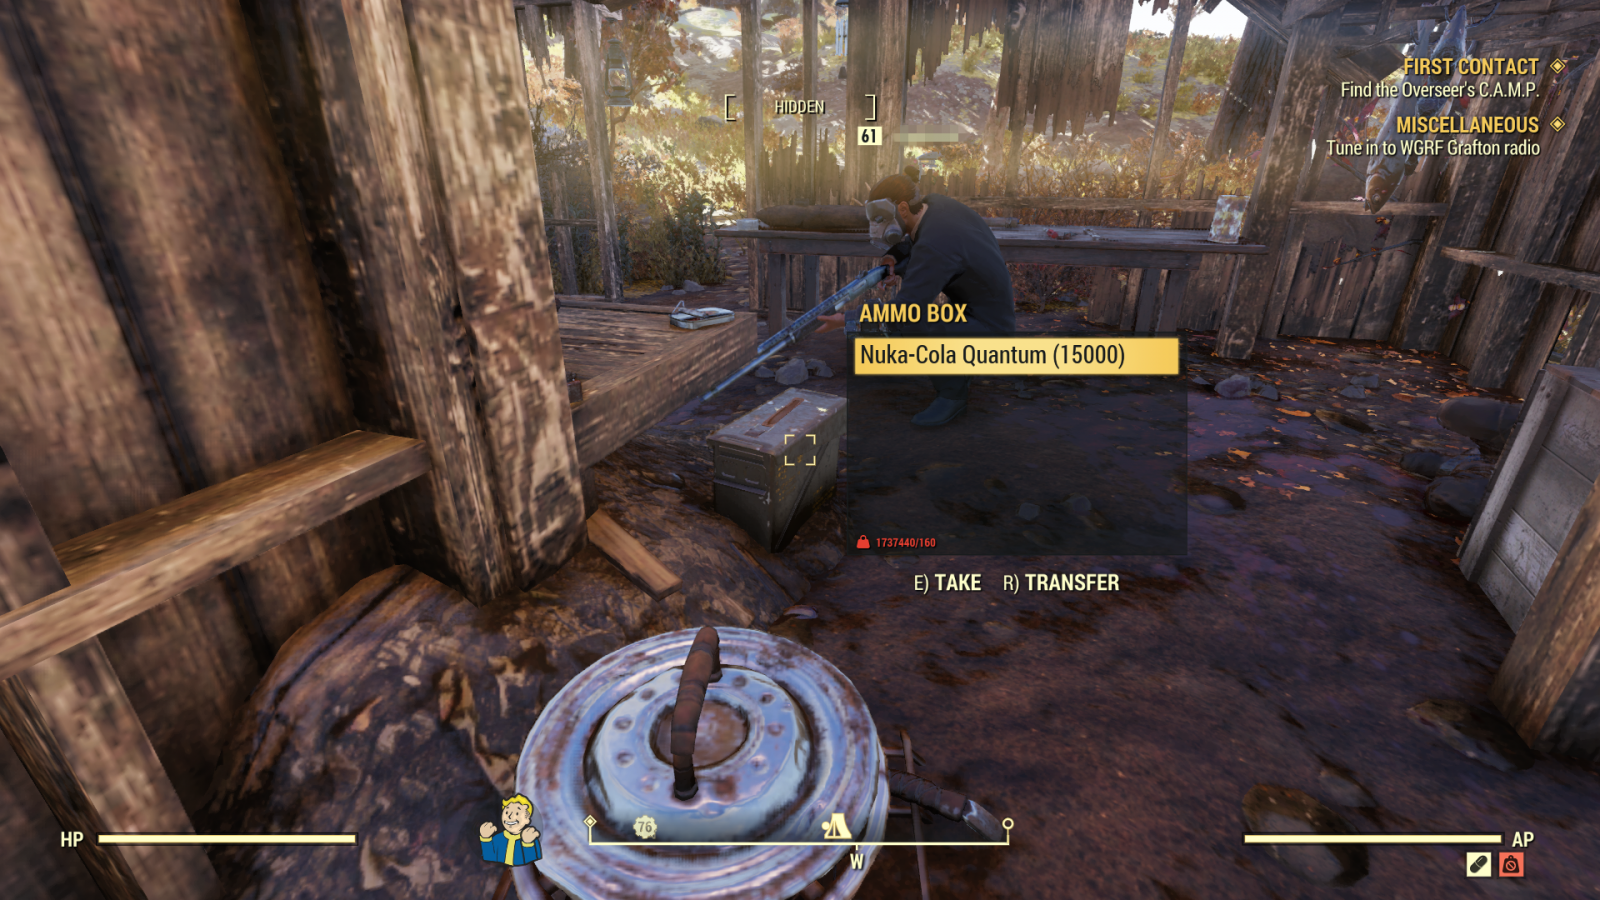 FIRST CONTACT
Find the Overseer's C.A.M.P.
MISCELLANEOUS
Tune in to WGRF Grafton radio
HIDDEN
61
AMMO BOX
Nuka-Cola Quantum (15000)
1737440/160
E) TAKE R) TRANSFER
76
W
HP
AP